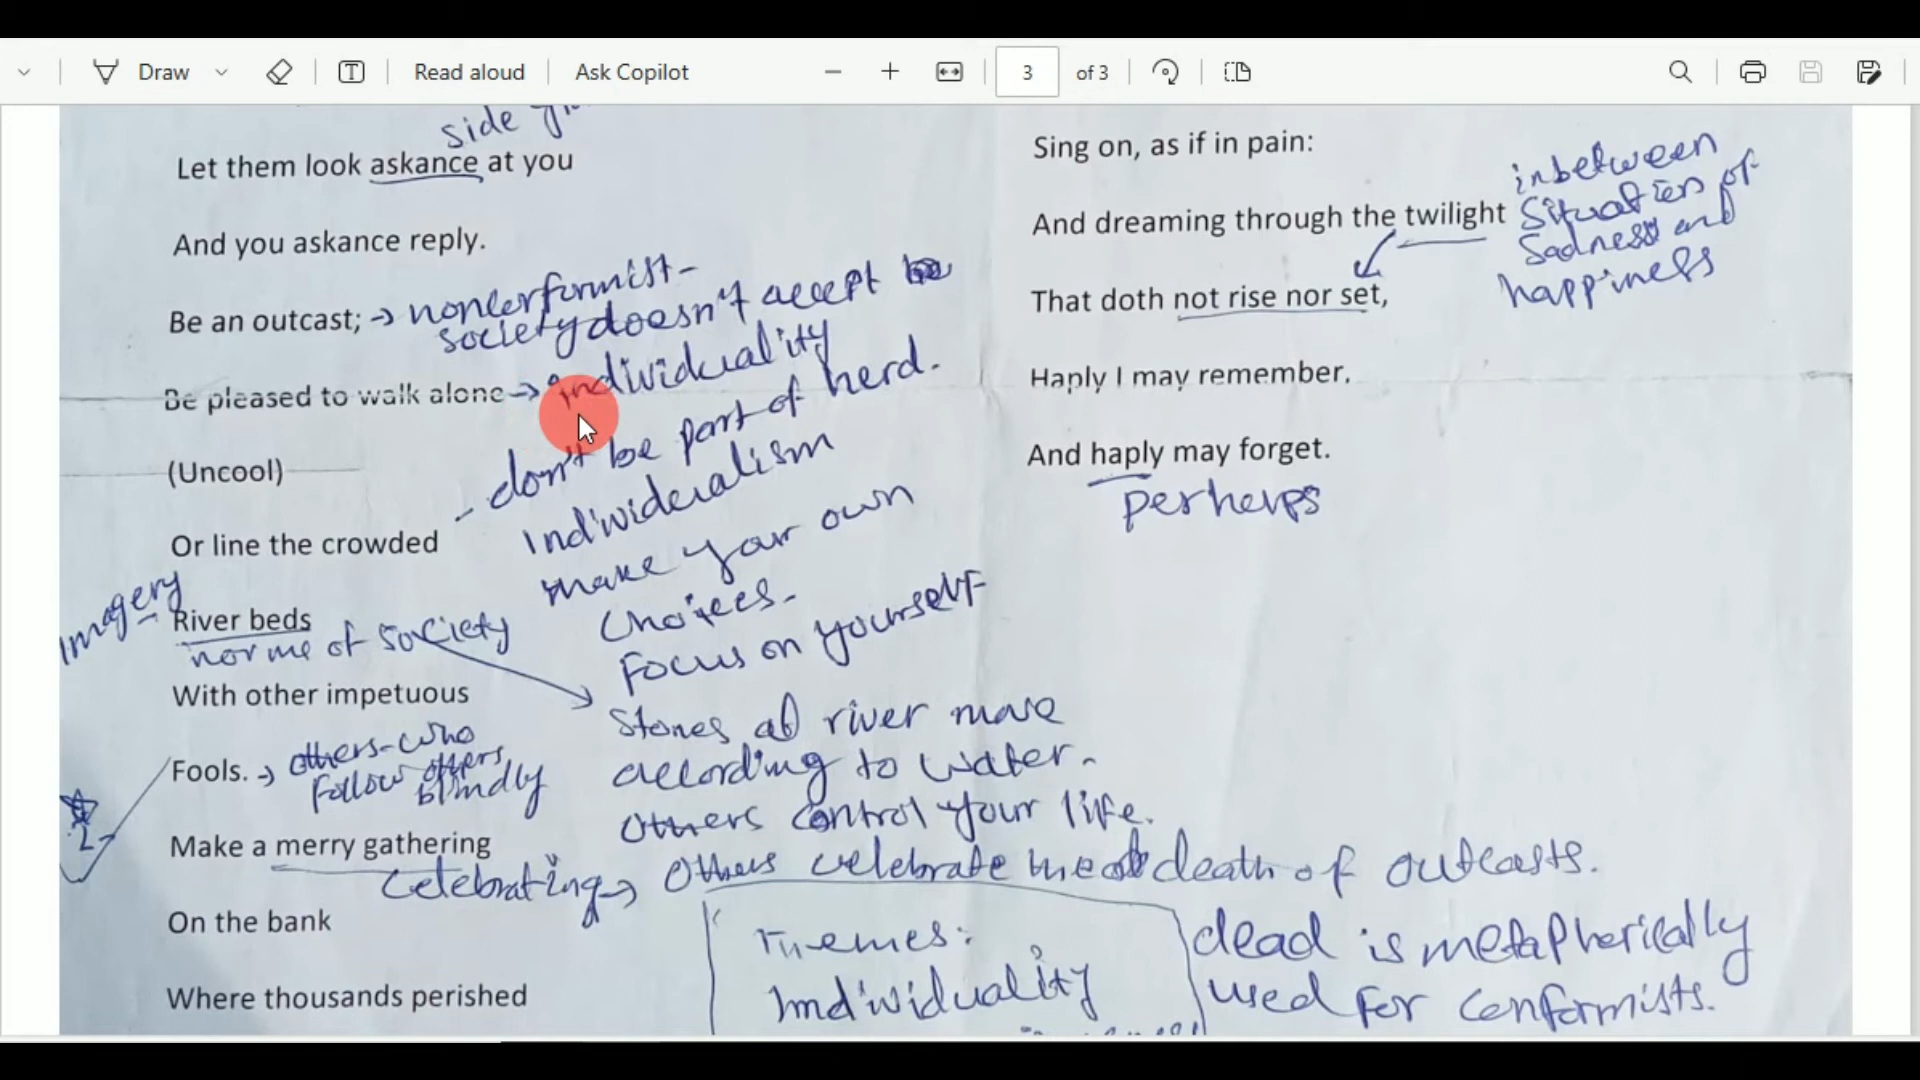 Draw
Read aloud
Ask Copilot
3
of 3
side
Let them look askance at you
And you askance reply.
Be an outcast; → nonconformist-
society doesn't accept
Be pleased to walk alone → individuality
- don't be part of herd.
(Uncool)
Individualism
Or line the crowded
make your own
choices.
Imagery
River beds
norms of society
Focus on yourself
With other impetuous
stones at river move
according to water.
Fools. → others-who
follow others
blindly
others control your life.
Make a merry gathering
celebrating → others celebrate death of outcasts.
On the bank
Themes:
Individuality
Where thousands perished
dead is metaphorically
used for conformists.
Sing on, as if in pain:
And dreaming through the twilight
inbetween
situation of
sadness and
happiness
That doth not rise nor set,
Haply I may remember,
And haply may forget.
perhaps